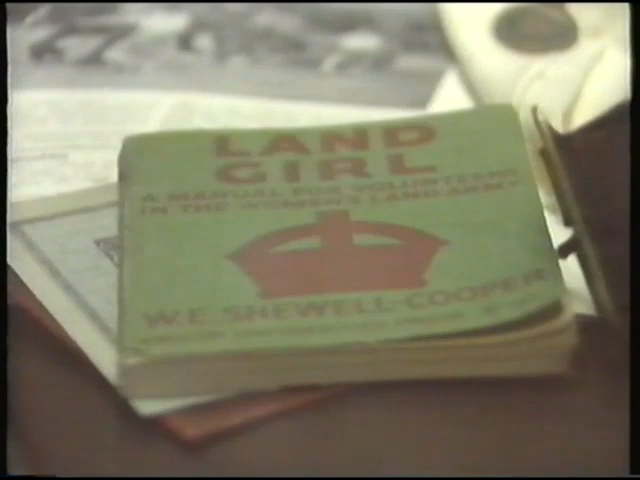 LAND
GIRL
A MANUAL FOR VOLUNTEERS
IN THE WOMEN'S LAND ARMY
W.E. SHEWELL-COOPER